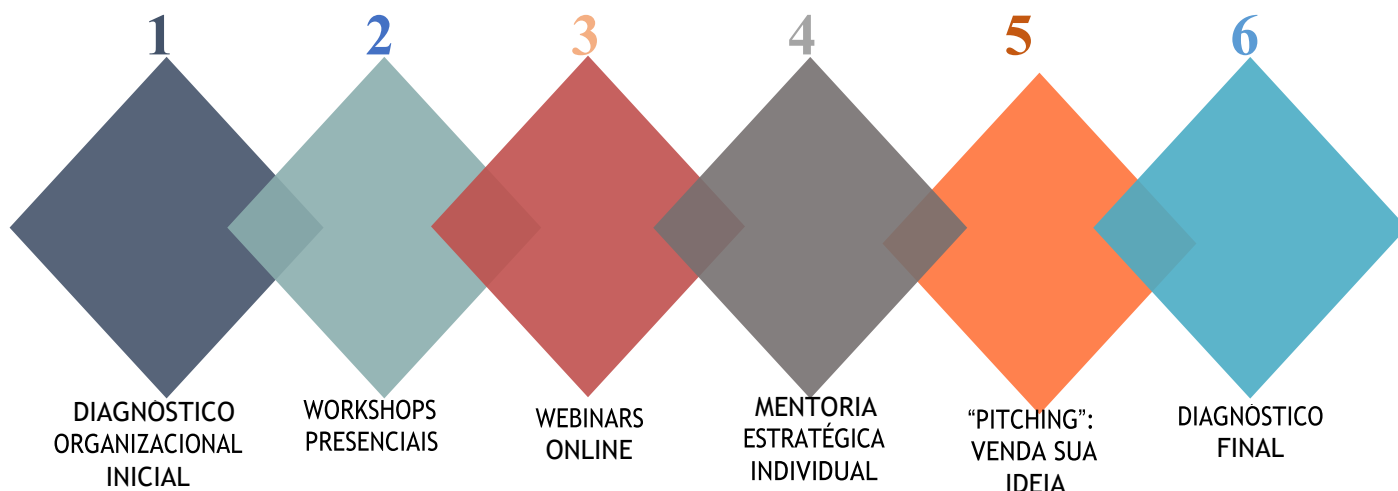 1
DIAGNÓSTICO
ORGANIZACIONAL
INICIAL
2
WORKSHOPS
PRESENCIAIS
3
WEBINARS
ONLINE
4
MENTORIA
ESTRATÉGICA
INDIVIDUAL
5
“PITCHING”:
VENDA SUA
IDEIA
6
DIAGNÓSTICO
FINAL